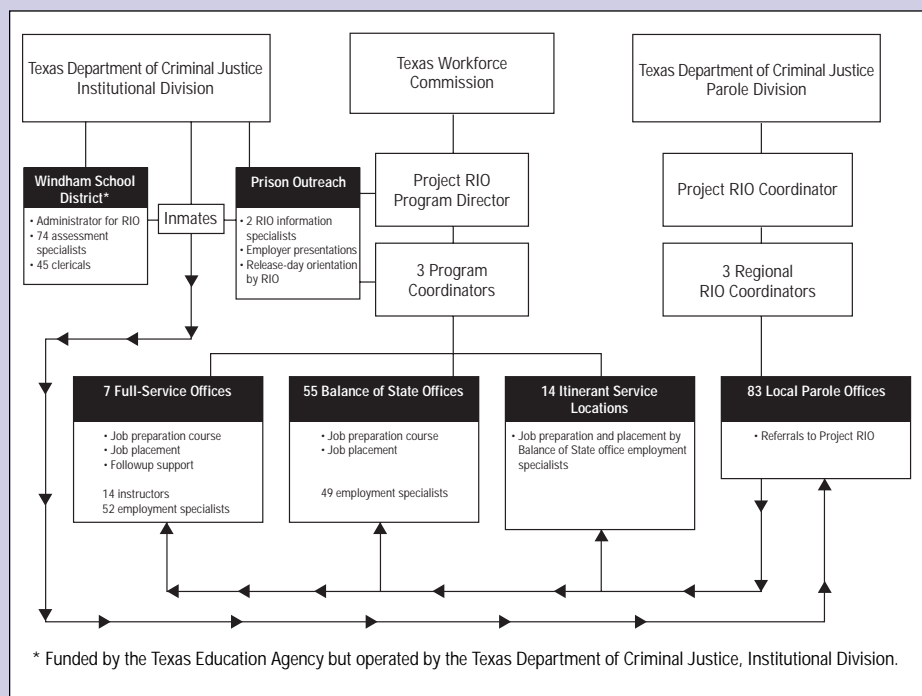 Texas Department of Criminal Justice
Institutional Division
Texas Workforce
Commission
Texas Department of Criminal Justice
Parole Division
Windham School
District*
• Administrator for RIO
• 74 assessment
specialists
• 45 clericals
Inmates
Prison Outreach
• 2 RIO information
specialists
• Employer presentations
• Release-day orientation
by RIO
Project RIO
Program Director
Project RIO Coordinator
3 Program
Coordinators
3 Regional
RIO Coordinators
7 Full-Service Offices
• Job preparation course
• Job placement
• Followup support
14 instructors
52 employment specialists
55 Balance of State Offices
• Job preparation course
• Job placement
49 employment specialists
14 Itinerant Service
Locations
• Job preparation and placement by
Balance of State office employment
specialists
83 Local Parole Offices
• Referrals to Project RIO
* Funded by the Texas Education Agency but operated by the Texas Department of Criminal Justice, Institutional Division.